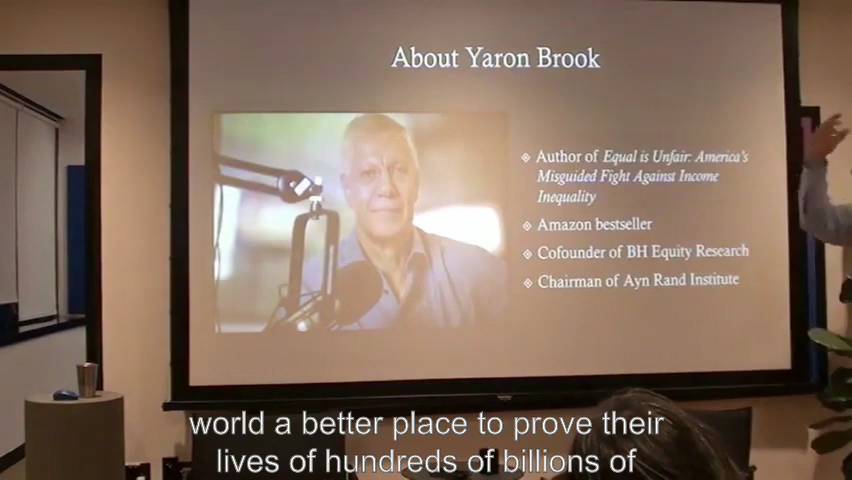 About Yaron Brook
Author of Equal is Unfair: America's
Misguided Fight Against Income
Inequality
Amazon bestseller
Cofounder of BH Equity Research
Chairman of Ayn Rand Institute
world a better place to prove their
lives of hundreds of billions of